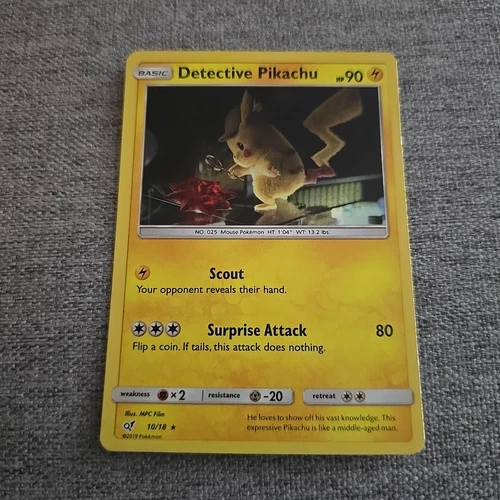 BASIC Detective Pikachu HP 90
NO. 025 Mouse Pokémon HT: 1'04" WT: 13.2 lbs.
Scout
Your opponent reveals their hand.
Surprise Attack 80
Flip a coin. If tails, this attack does nothing.
weakness ×2 resistance -20 retreat
Illus. MPC Film
10/18 ★
©2019 Pokémon
He loves to show off his vast knowledge. This
expressive Pikachu is like a middle-aged man.